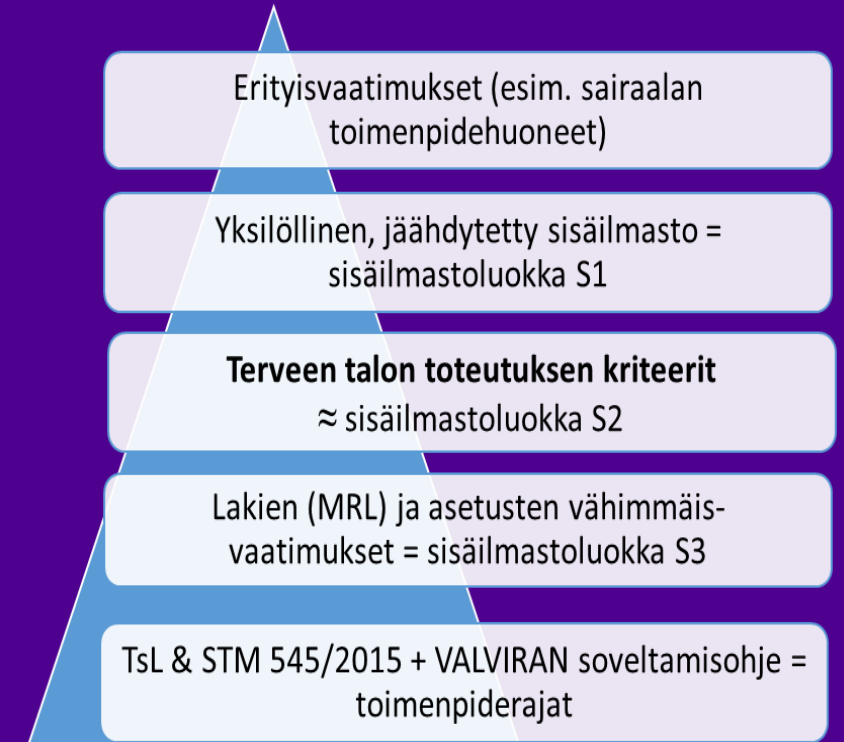 Erityisvaatimukset (esim. sairaalan
toimenpidehuoneet)
Yksilöllinen, jäähdytetty sisäilmasto =
sisäilmastoluokka S1
Terveen talon toteutuksen kriteerit
≈ sisäilmastoluokka S2
Lakien (MRL) ja asetusten vähimmäis-
vaatimukset = sisäilmastoluokka S3
TsL & STM 545/2015 + VALVIRAN soveltamisohje =
toimenpiderajat